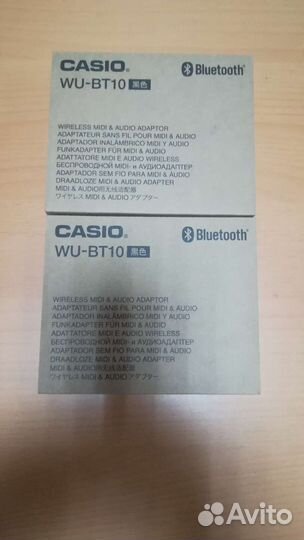 CASIO®
Bluetooth®
WU-BT10 黑色
WIRELESS MIDI & AUDIO ADAPTOR
ADAPTATEUR SANS FIL POUR MIDI & AUDIO
ADAPTADOR INALÁMBRICO MIDI Y AUDIO
FUNKADAPTER FÜR MIDI & AUDIO
ADATTATORE MIDI E AUDIO WIRELESS
БЕСПРОВОДНОЙ MIDI- и АУДИОАДАПТЕР
ADAPTADOR SEM FIO PARA MIDI & AUDIO
DRAADLOZE MIDI & AUDIO ADAPTER
MIDI & AUDIO用无线适配器
ワイヤレス MIDI & AUDIO アダプター
CASIO®
Bluetooth®
WU-BT10 黑色
WIRELESS MIDI & AUDIO ADAPTOR
ADAPTATEUR SANS FIL POUR MIDI & AUDIO
ADAPTADOR INALÁMBRICO MIDI Y AUDIO
FUNKADAPTER FÜR MIDI & AUDIO
ADATTATORE MIDI E AUDIO WIRELESS
БЕСПРОВОДНОЙ MIDI- и АУДИОАДАПТЕР
ADAPTADOR SEM FIO PARA MIDI & AUDIO
DRAADLOZE MIDI & AUDIO ADAPTER
MIDI & AUDIO用无线适配器
ワイヤレス MIDI & AUDIO アダプター
Avito